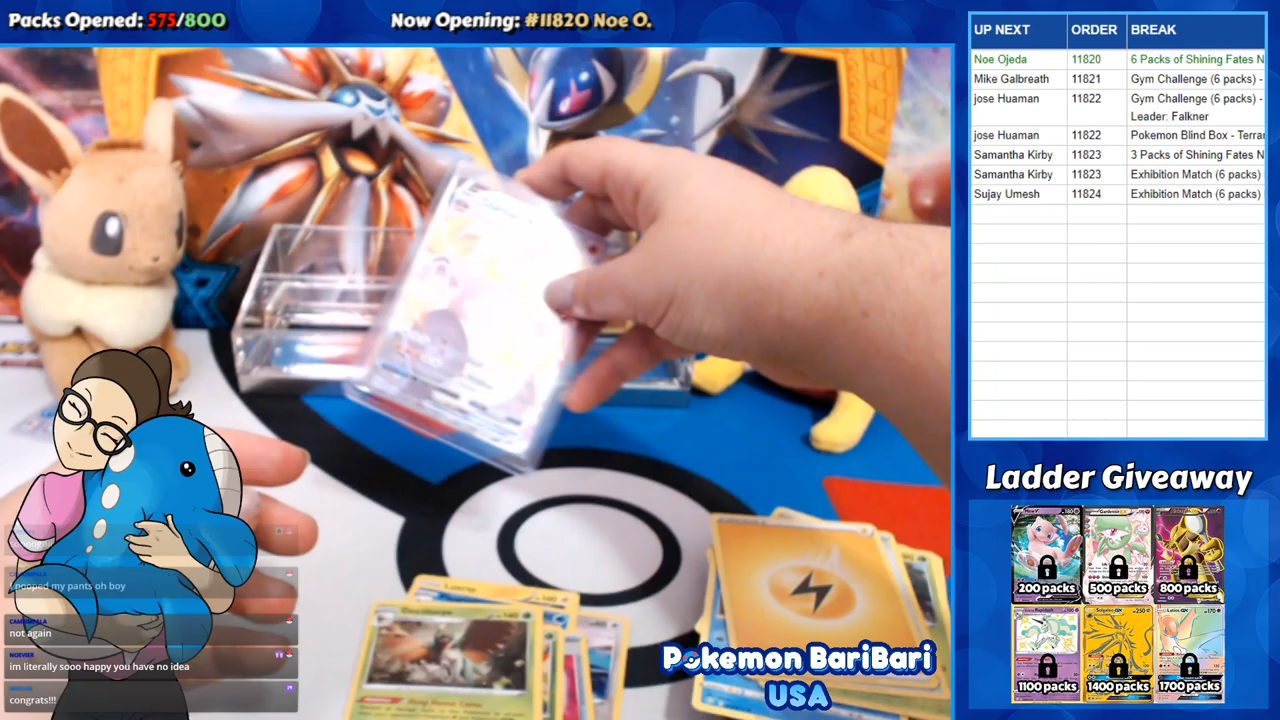 Packs Opened: 575/800
Now Opening: #11820 Noe O.
UP NEXT ORDER BREAK
Noe Ojeda 11820 6 Packs of Shining Fates N
Mike Galbreath 11821 Gym Challenge (6 packs) -
jose Huaman 11822 Gym Challenge (6 packs) -
Leader: Falkner
jose Huaman 11822 Pokemon Blind Box - Terrar
Samantha Kirby 11823 3 Packs of Shining Fates N
Samantha Kirby 11823 Exhibition Match (6 packs)
Sujay Umesh 11824 Exhibition Match (6 packs)
Ladder Giveaway
200 packs
500 packs
800 packs
1100 packs
1400 packs
1700 packs
i pooped my pants oh boy
not again
NOEVIER
im literally sooo happy you have no idea
congrats!!!
Pokemon BariBari
USA